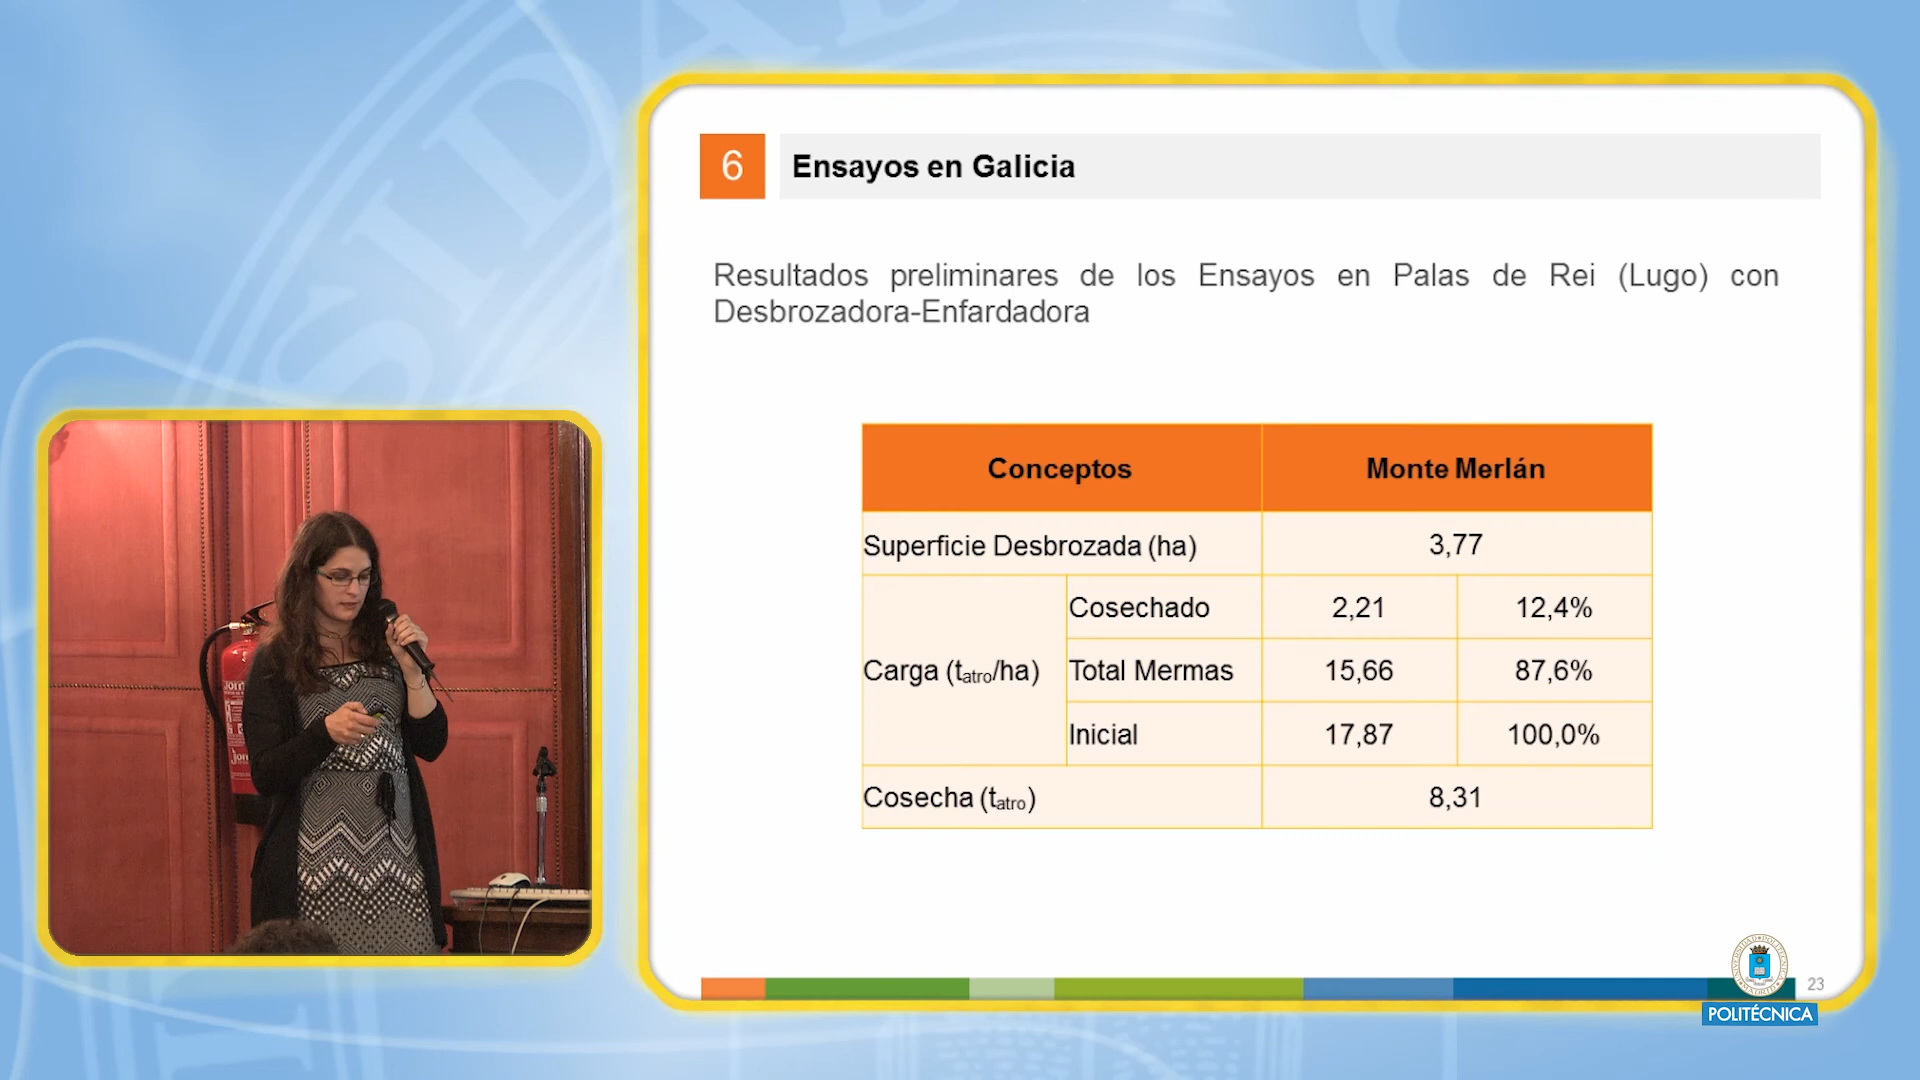 6 Ensayos en Galicia
Resultados preliminares de los Ensayos en Palas de Rei (Lugo) con
Desbrozadora-Enfardadora
Conceptos Monte Merlán
Superficie Desbrozada (ha) 3,77
Carga (tatro/ha)
Cosechado 2,21 12,4%
Total Mermas 15,66 87,6%
Inicial 17,87 100,0%
Cosecha (tatro) 8,31
23
POLITÉCNICA